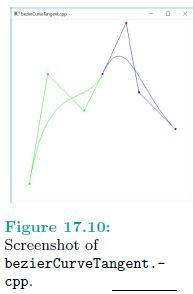 bezierCurveTangent.cpp
Figure 17.10:
Screenshot of
bezierCurveTangent.-
cpp.